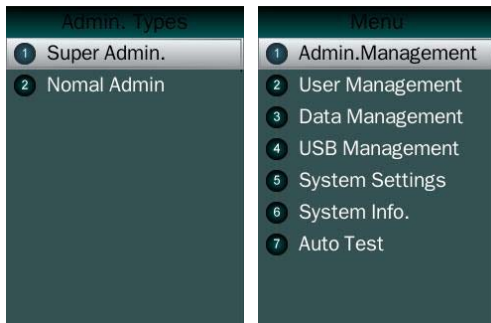 Admin. Types
1 Super Admin.
2 Nomal Admin
Menu
1 Admin.Management
2 User Management
3 Data Management
4 USB Management
5 System Settings
6 System Info.
7 Auto Test